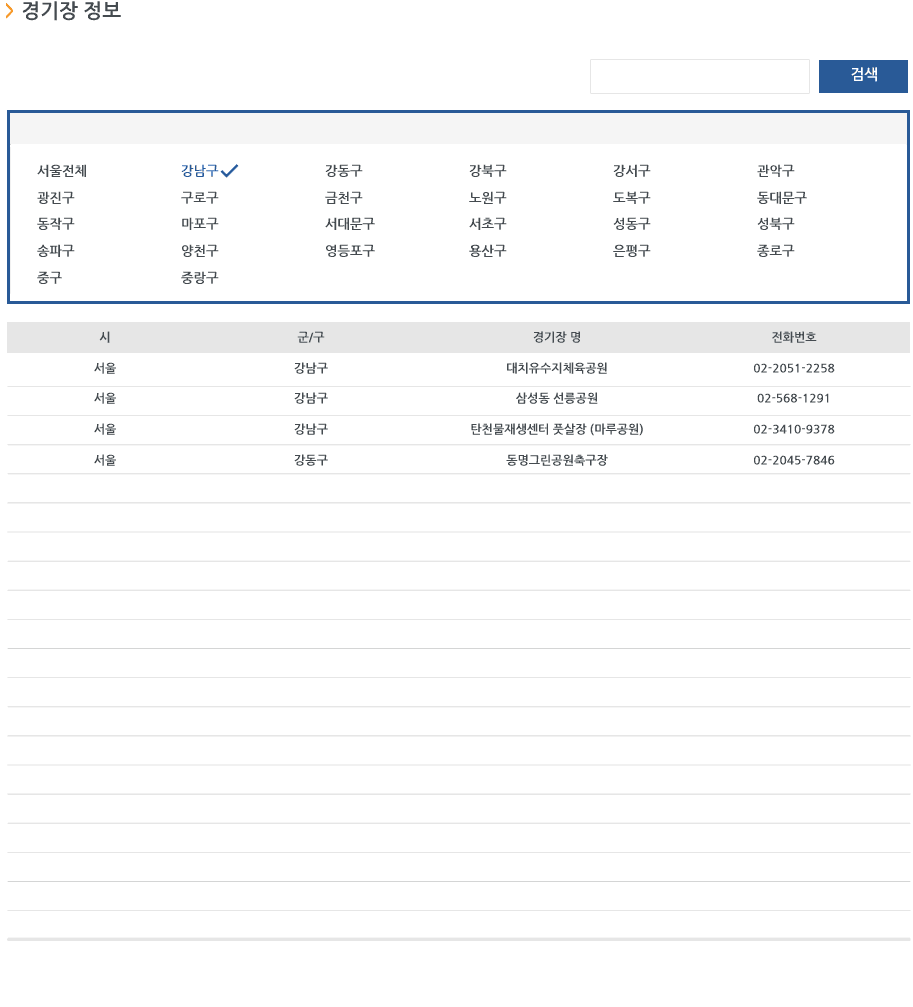 경기장 정보
검색
서울전체 강남구 강동구 강북구 강서구 관악구
광진구 구로구 금천구 노원구 도복구 동대문구
동작구 마포구 서대문구 서초구 성동구 성북구
송파구 양천구 영등포구 용산구 은평구 종로구
중구 중랑구
시 군/구 경기장 명 전화번호
서울 강남구 대치유수지체육공원 02-2051-2258
서울 강남구 삼성동 선릉공원 02-568-1291
서울 강남구 탄천물재생센터 풋살장 (마루공원) 02-3410-9378
서울 강동구 동명그린공원축구장 02-2045-7846